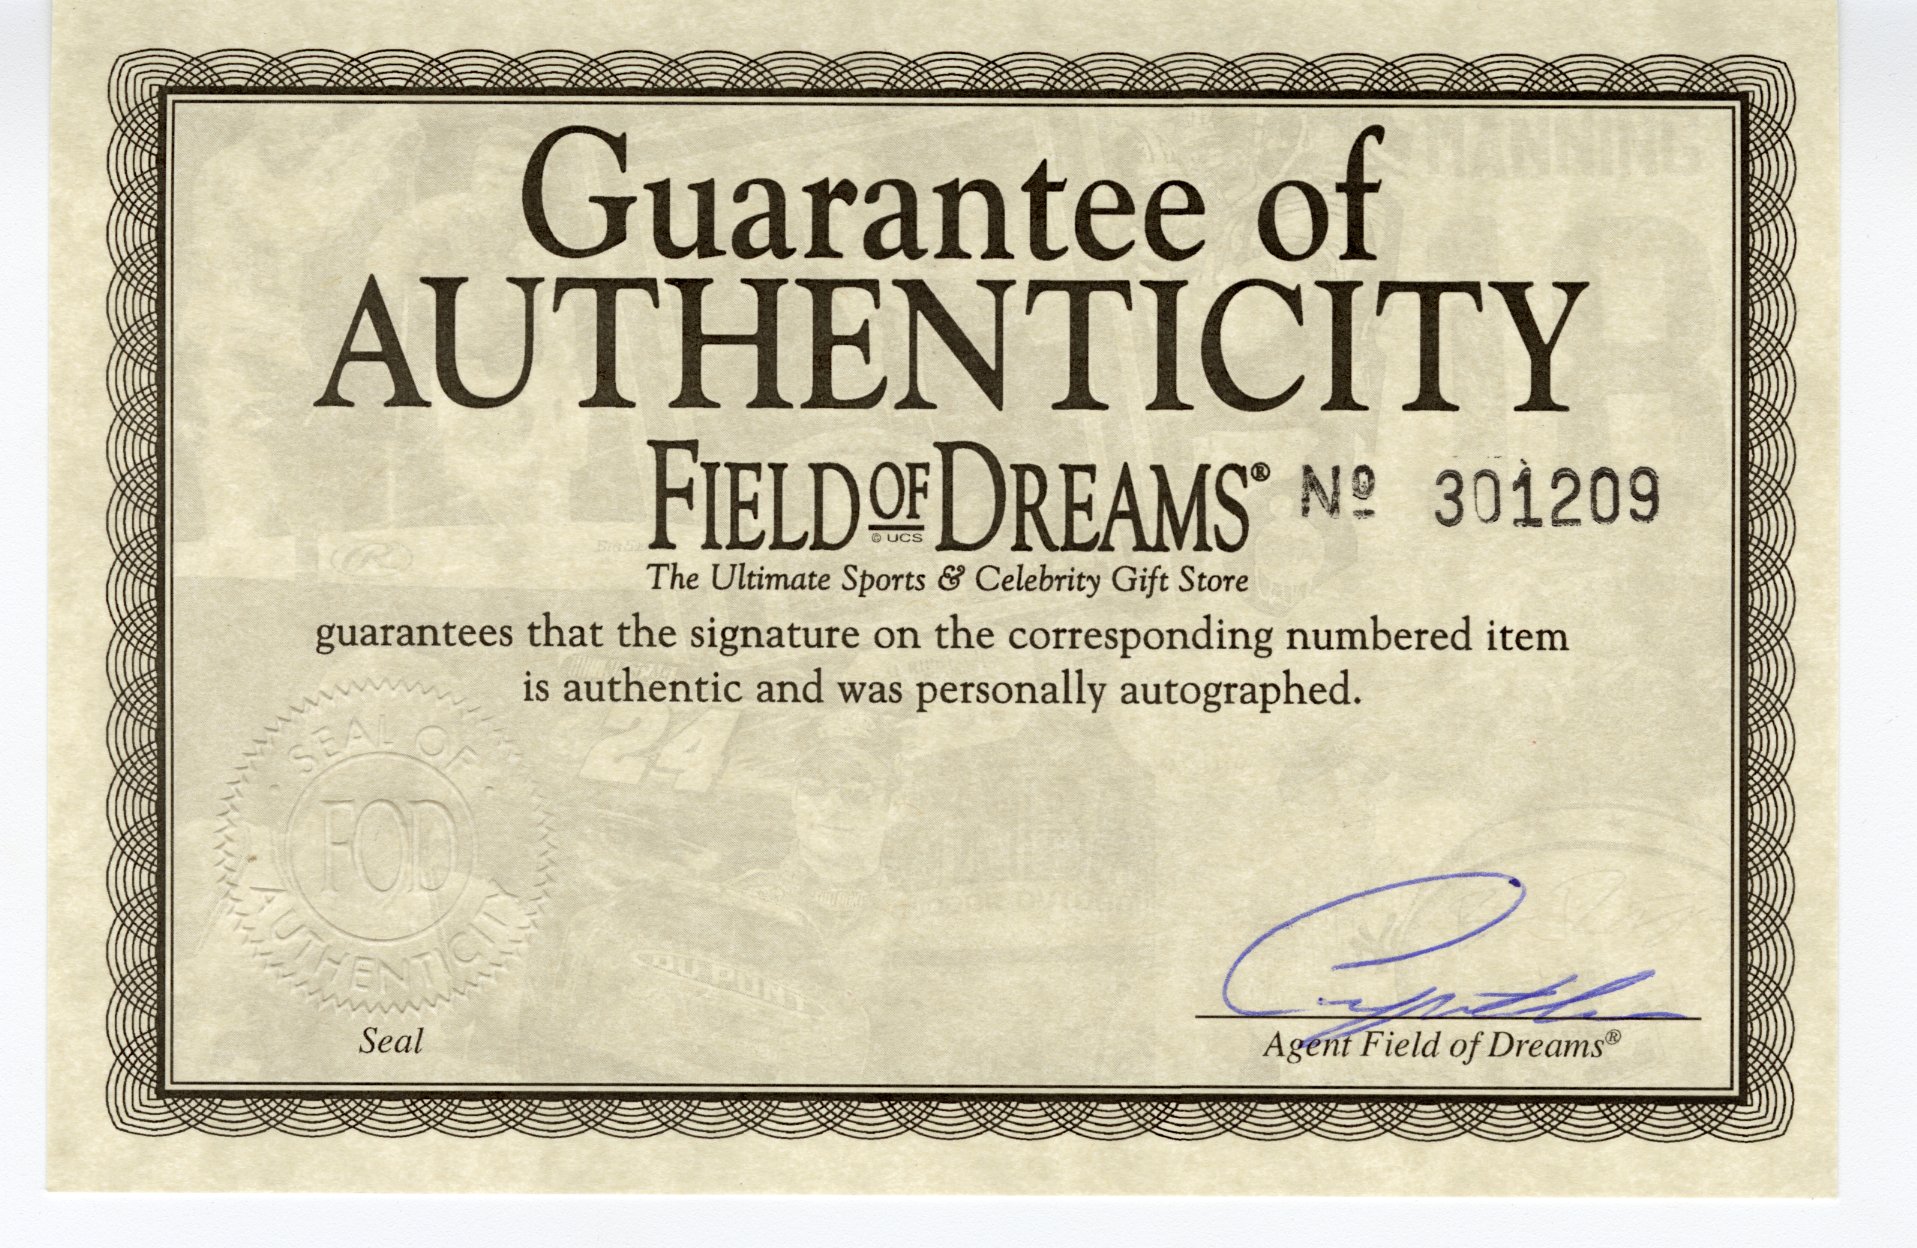 Guarantee of
AUTHENTICITY
FIELD OF DREAMS® Nº 301209
© UCS
The Ultimate Sports & Celebrity Gift Store
guarantees that the signature on the corresponding numbered item
is authentic and was personally autographed.
24
SEAL OF
FOD
AUTHENTICITY
DUPONT
Seal
Agent Field of Dreams®